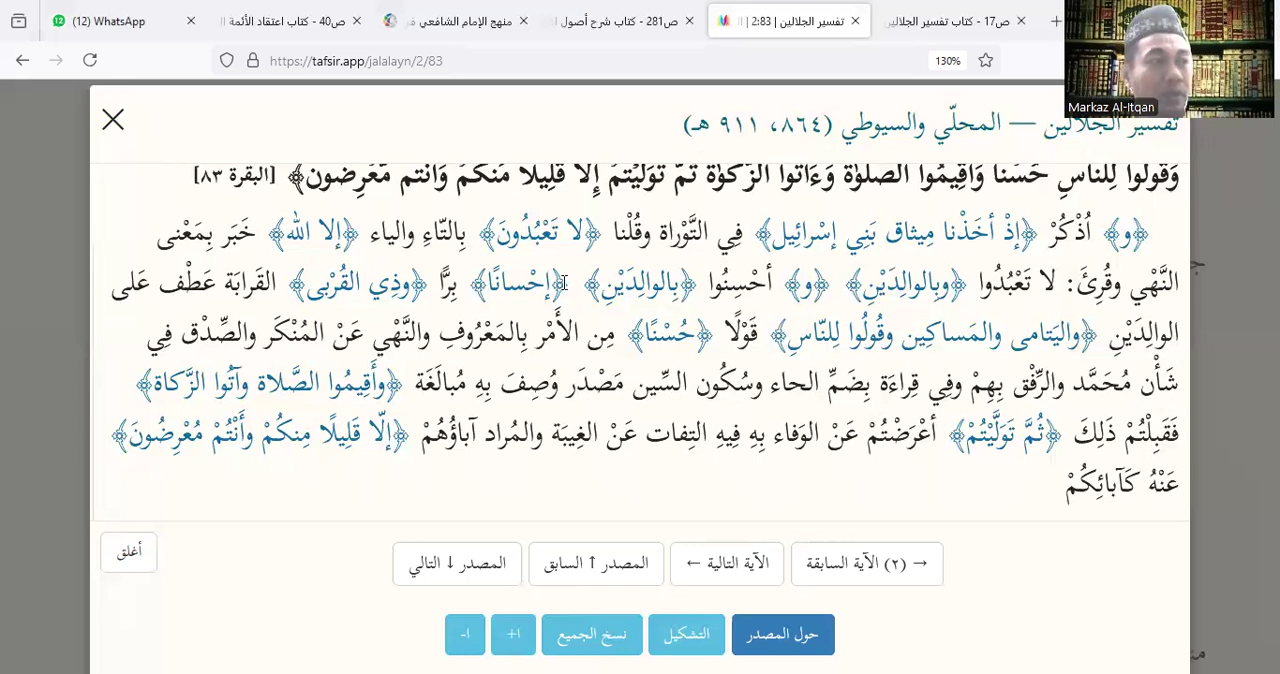 (12) WhatsApp
ص40 - كتاب اعتقاد الأئمة ال
منهج الإمام الشافعي ف
ص281 - كتاب شرح أصول
تفسير الجلالين | 2:83 | ال
ص17 - كتاب تفسير الجلالين
https://tafsir.app/jalalayn/2/83
130%
Markaz Al-Itqan
تفسير الجلالين — المحلّي والسيوطي (٨٦٤، ٩١١ هـ)
وَقُولُوا لِلنَّاسِ حُسْنًا وَأَقِيمُوا الصَّلَوٰةَ وَءَاتُوا الزَّكَوٰةَ ثُمَّ تَوَلَّيْتُمْ إِلَّا قَلِيلًا مِنْكُمْ وَأَنْتُمْ مُعْرِضُونَ﴾ [البقرة ٨٣]
﴿و﴾ اُذْكُرْ ﴿إذْ أخَذْنا مِيثاق بَنِي إسْرائِيل﴾ فِي التَّوْراة وقُلْنا ﴿لا تَعْبُدُونَ﴾ بِالتّاءِ والياء ﴿إلا الله﴾ خَبَر بِمَعْنى
النَّهْي وقُرِئَ: لا تَعْبُدُوا ﴿وبِالوالِدَيْنِ﴾ ﴿و﴾ أحْسِنُوا ﴿بِالوالِدَيْنِ﴾ ﴿إحْسانًا﴾ بِرًّا ﴿وذِي القُرْبى﴾ القَرابَة عَطْف عَلى
الوالِدَيْنِ ﴿واليَتامى والمَساكِين وقُولُوا لِلنّاسِ﴾ قَوْلًا ﴿حُسْنًا﴾ مِن الأَمْر بِالمَعْرُوفِ والنَّهْي عَنْ المُنْكَر والصِّدْق فِي
شَأْن مُحَمَّد والرِّفْق بِهِمْ وفِي قِراءَة بِضَمِّ الحاء وسُكُون السِّين مَصْدَر وُصِفَ بِهِ مُبالَغَة ﴿وأَقِيمُوا الصَّلاة وآتُوا الزَّكاة﴾
فَقَبِلْتُمْ ذَلِكَ ﴿ثُمَّ تَوَلَّيْتُمْ﴾ أعْرَضْتُمْ عَنْ الوَفاء بِهِ فِيهِ التِفات عَنْ الغِيبَة والمُراد آباؤُهُمْ ﴿إلّا قَلِيلًا مِنكُمْ وأَنْتُمْ مُعْرِضُونَ﴾
عَنْهُ كَآبائِكُمْ
→ (٢) الآية السابقة
الآية التالية ←
المصدر ↑ السابق
المصدر ↓ التالي
أغلق
حول المصدر
التشكيل
نسخ الجميع
ا+
ا-